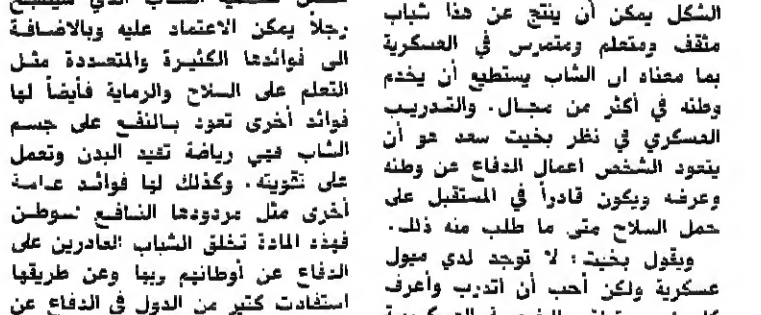 الشكل يمكن أن ينتج عن هذا شباب
مثقف ومتعلم ومتمرس في العسكرية
بما معناه ان الشاب يستطيع أن يخدم
وطنه في أكثر من مجال. والتدريب
العسكري في نظر بخيت سعد هو أن
يتعود الشخص اعمال الدفاع عن وطنه
وعرضه ويكون قادراً في المستقبل على
حمل السلاح متى ما طلب منه ذلك.
ويقول بخيت: لا توجد لدي ميول
عسكرية ولكن أحب أن اتدرب وأعرف
رجلاً يمكن الاعتماد عليه وبالاضافة
الى فوائدها الكثيرة والمتعددة مثل
التعلم على السلاح والرماية فأيضاً لها
فوائد أخرى تعود بالنفع على جسم
الشاب فهي رياضة تفيد البدن وتعمل
على تقويته. وكذلك لها فوائد عامة
أخرى مثل مردودها النافع للوطن
فهذه المادة تخلق الشباب القادرين على
الدفاع عن أوطانهم وبها وعن طريقها
استفادت كثير من الدول في الدفاع عن